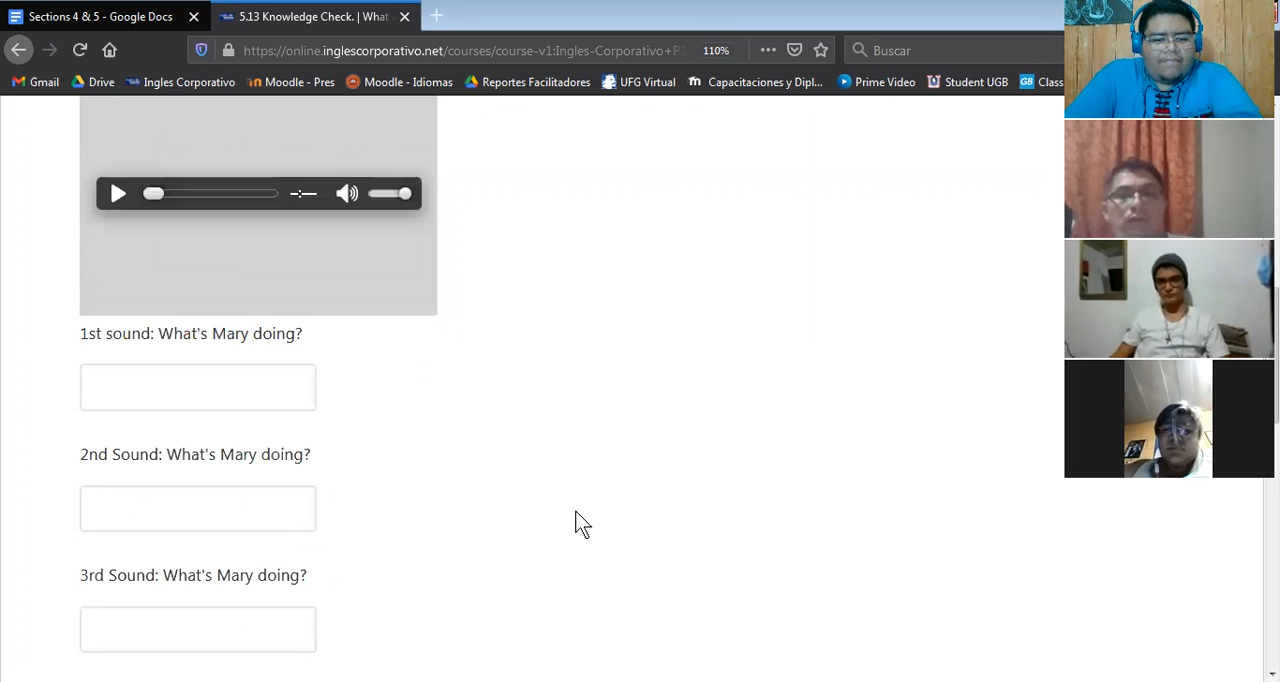 Sections 4 & 5 - Google Docs
5.13 Knowledge Check. | What
https://online.inglescorporativo.net/courses/course-v1:Ingles-Corporativo+P
110%
Buscar
Gmail
Drive
Ingles Corporativo
Moodle - Pres
Moodle - Idiomas
Reportes Facilitadores
UFG Virtual
Capacitaciones y Dipl...
Prime Video
Student UGB
GB
Class
-:--
1st sound: What's Mary doing?
2nd Sound: What's Mary doing?
3rd Sound: What's Mary doing?